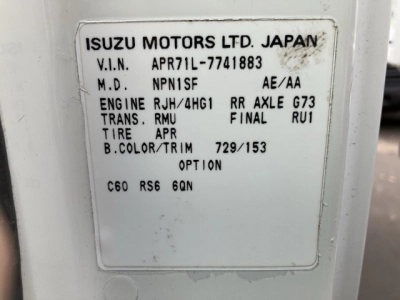 ISUZU MOTORS LTD. JAPAN
V.I.N. APR71L-7741883
M.D. NPN1SF AE/AA
ENGINE RJH/4HG1 RR AXLE G73
TRANS. RMU FINAL RU1
TIRE APR
B.COLOR/TRIM 729/153
OPTION
C60 RS6 6QN